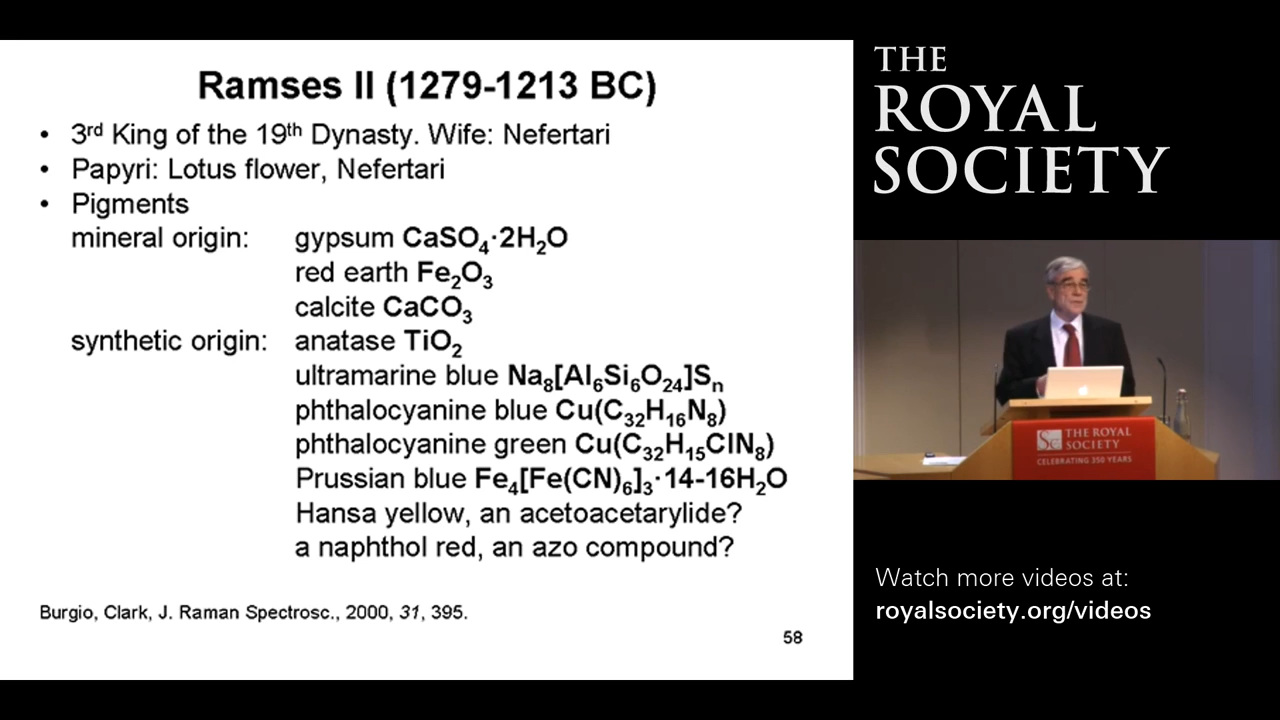 Ramses II (1279-1213 BC)
• 3rd King of the 19th Dynasty. Wife: Nefertari
• Papyri: Lotus flower, Nefertari
• Pigments
mineral origin: gypsum CaSO₄·2H₂O
red earth Fe₂O₃
calcite CaCO₃
synthetic origin: anatase TiO₂
ultramarine blue Na₈[Al₆Si₆O₂₄]Sₙ
phthalocyanine blue Cu(C₃₂H₁₆N₈)
phthalocyanine green Cu(C₃₂H₁₅ClN₈)
Prussian blue Fe₄[Fe(CN)₆]₃·14-16H₂O
Hansa yellow, an acetoacetarylide?
a naphthol red, an azo compound?
Burgio, Clark, J. Raman Spectrosc., 2000, 31, 395.
58
THE
ROYAL
SOCIETY
THE ROYAL
SOCIETY
CELEBRATING 350 YEARS
Watch more videos at:
royalsociety.org/videos